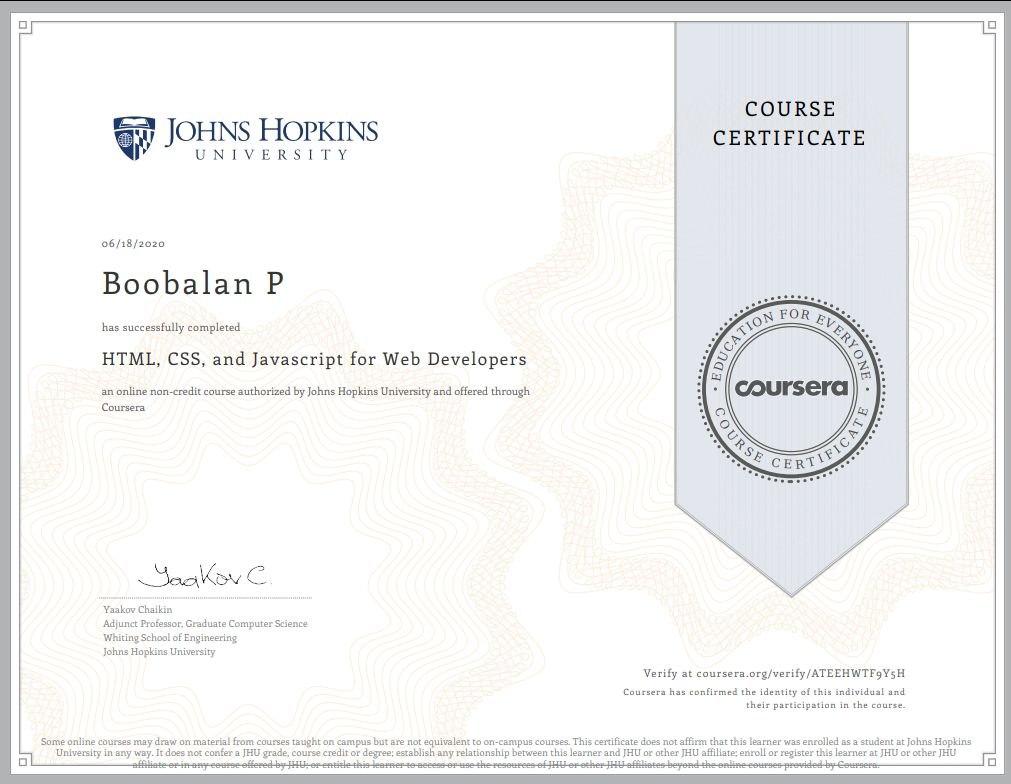 JOHNS HOPKINS
UNIVERSITY
COURSE
CERTIFICATE
06/18/2020
Boobalan P
has successfully completed
HTML, CSS, and Javascript for Web Developers
an online non-credit course authorized by Johns Hopkins University and offered through
Coursera
EDUCATION FOR EVERYONE
coursera
COURSE CERTIFICATE
Yaakov C.
Yaakov Chaikin
Adjunct Professor, Graduate Computer Science
Whiting School of Engineering
Johns Hopkins University
Verify at coursera.org/verify/ATEEHWTF9Y5H
Coursera has confirmed the identity of this individual and
their participation in the course.
Some online courses may draw on material from courses taught on campus but are not equivalent to on-campus courses. This certificate does not affirm that this learner was enrolled as a student at Johns Hopkins
University in any way. It does not confer a JHU grade, course credit or degree; establish any relationship between this learner and JHU or other JHU affiliates; enroll or register this learner at JHU or other JHU
affiliate or in any course offered by JHU; or entitle this learner to access or use the resources of JHU or other JHU affiliates beyond the online courses provided by Coursera.